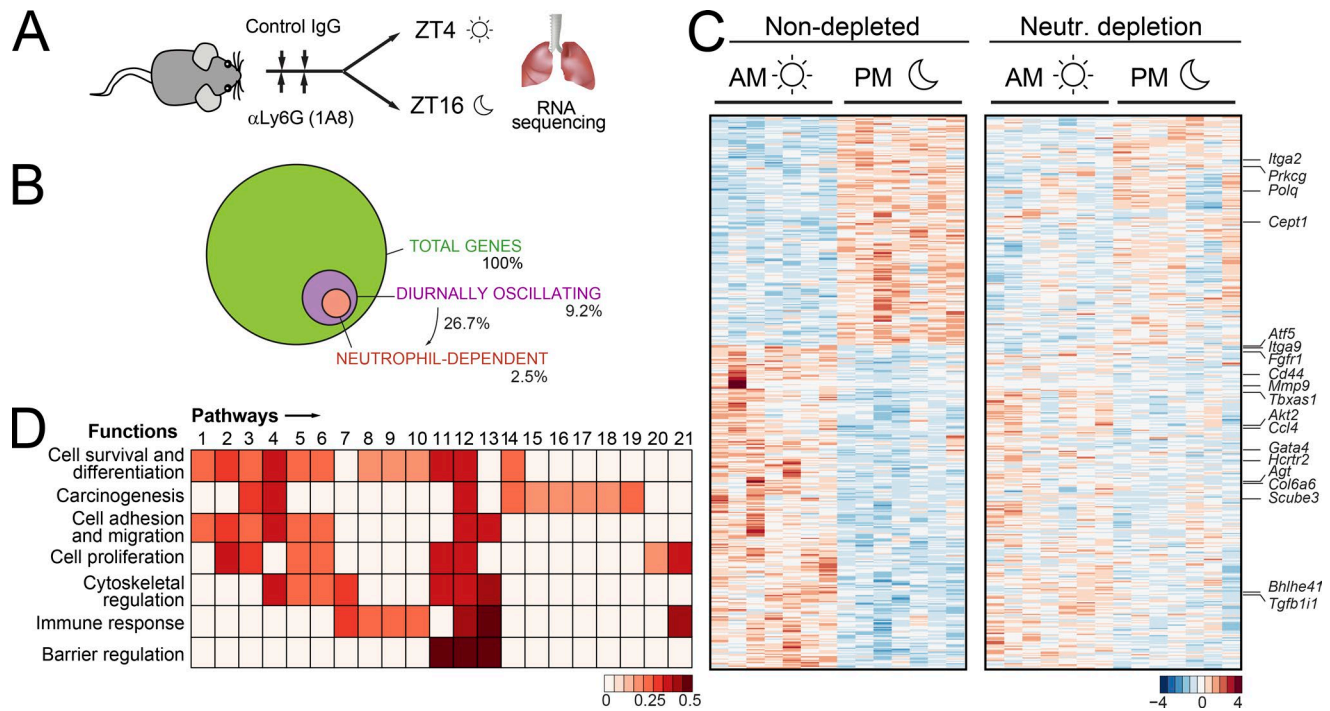 A
Control IgG
αLy6G (1A8)
ZT4
ZT16
RNA
sequencing
B
TOTAL GENES
100%
DIURNALLY OSCILLATING
9.2%
26.7%
NEUTROPHIL-DEPENDENT
2.5%
C
Non-depleted
Neutr. depletion
AM
PM
AM
PM
Itga2
Prkcg
Polq
Cept1
Atf5
Itga9
Fgfr1
Cd44
Mmp9
Tbxas1
Akt2
Ccl4
Gata4
Hcrtr2
Agt
Col6a6
Scube3
Bhlhe41
Tgfb1i1
−4 0 4
D
Pathways
Functions
1 2 3 4 5 6 7 8 9 10 11 12 13 14 15 16 17 18 19 20 21
Cell survival and
differentiation
Carcinogenesis
Cell adhesion
and migration
Cell proliferation
Cytoskeletal
regulation
Immune response
Barrier regulation
0 0.25 0.5